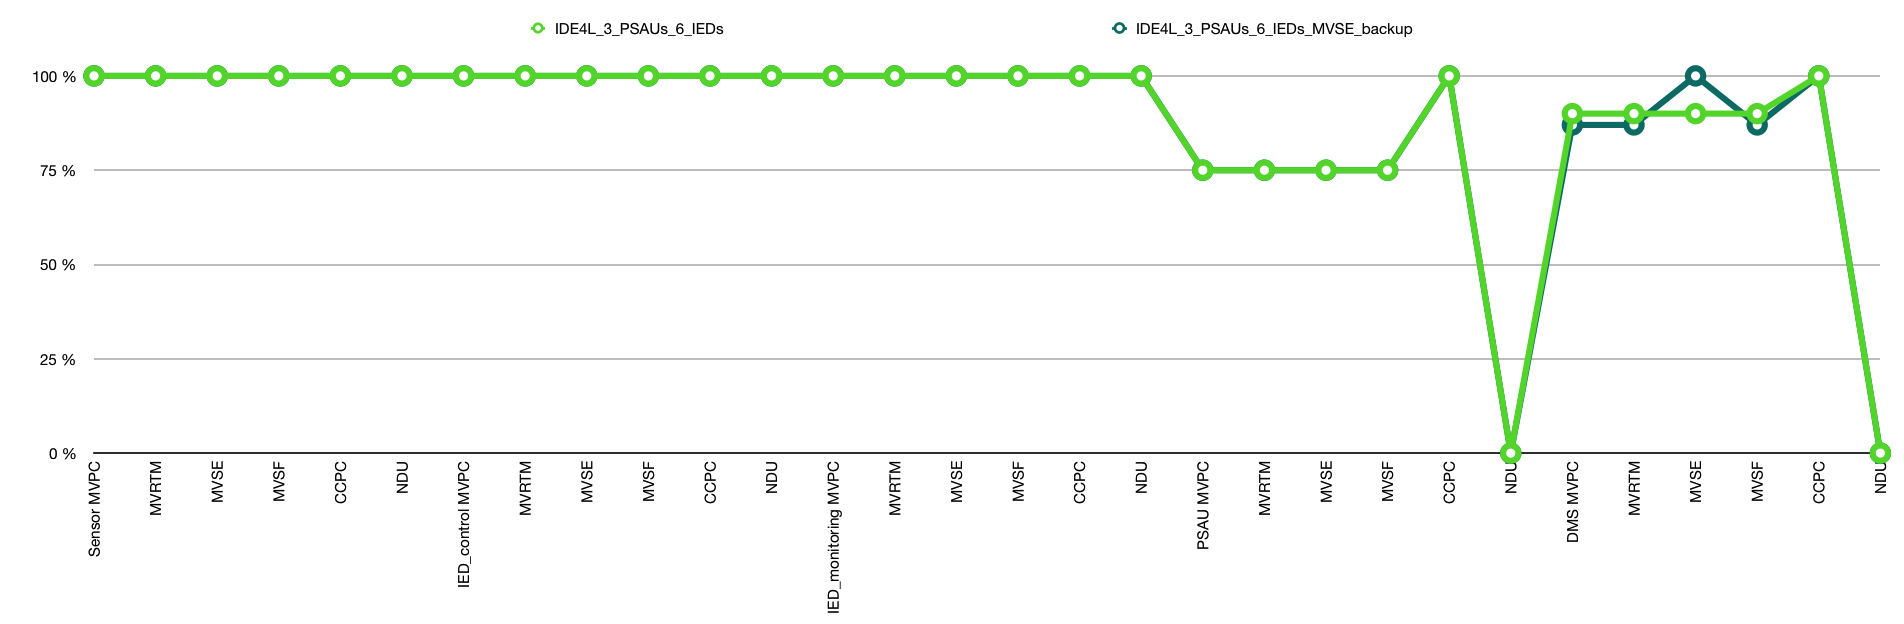 IDE4L_3_PSAUs_6_IEDs
IDE4L_3_PSAUs_6_IEDs_MVSE_backup
100 %
75 %
50 %
25 %
0 %
Sensor MVPC
MVRTM
MVSE
MVSF
CCPC
NDU
IED_control MVPC
MVRTM
MVSE
MVSF
CCPC
NDU
IED_monitoring MVPC
MVRTM
MVSE
MVSF
CCPC
NDU
PSAU MVPC
MVRTM
MVSE
MVSF
CCPC
NDU
DMS MVPC
MVRTM
MVSE
MVSF
CCPC
NDU